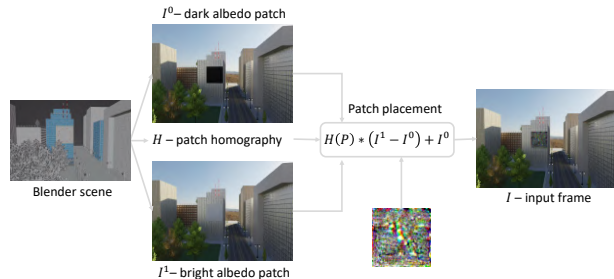 I⁰ – dark albedo patch
Patch placement
H – patch homography
H(P) ∗ (I¹ − I⁰) + I⁰
Blender scene
I – input frame
I¹ – bright albedo patch